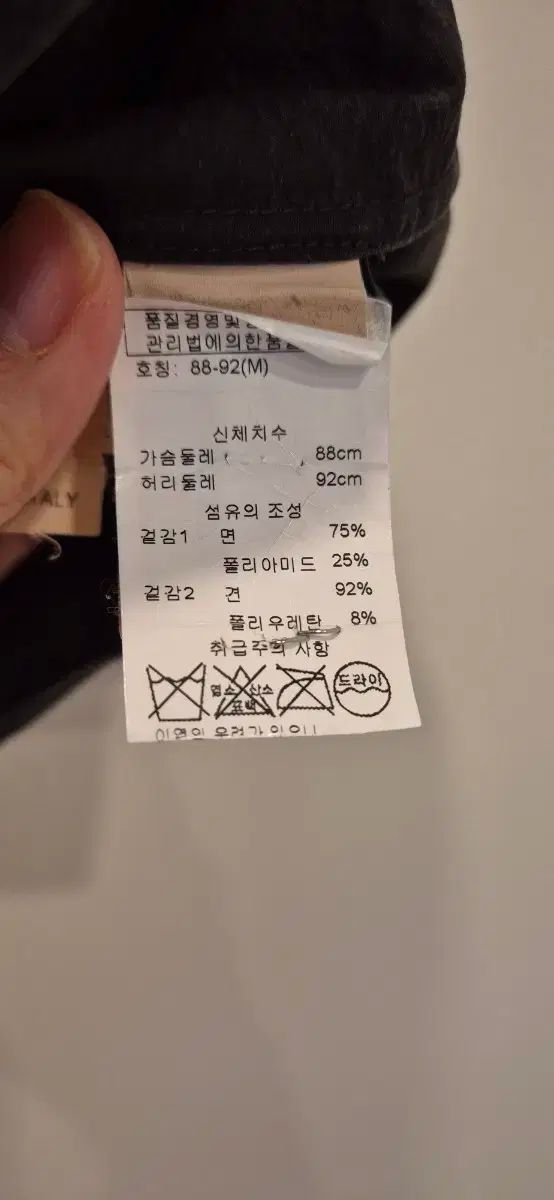 품질경영및
관리법에의한품
호칭: 88-92(M)
신체치수
가슴둘레 88cm
허리둘레 92cm
섬유의 조성
겉감1 면 75%
폴리아미드 25%
겉감2 견 92%
폴리우레탄 8%
취급주의 사항
염소 산소
표백
드라이
ALY